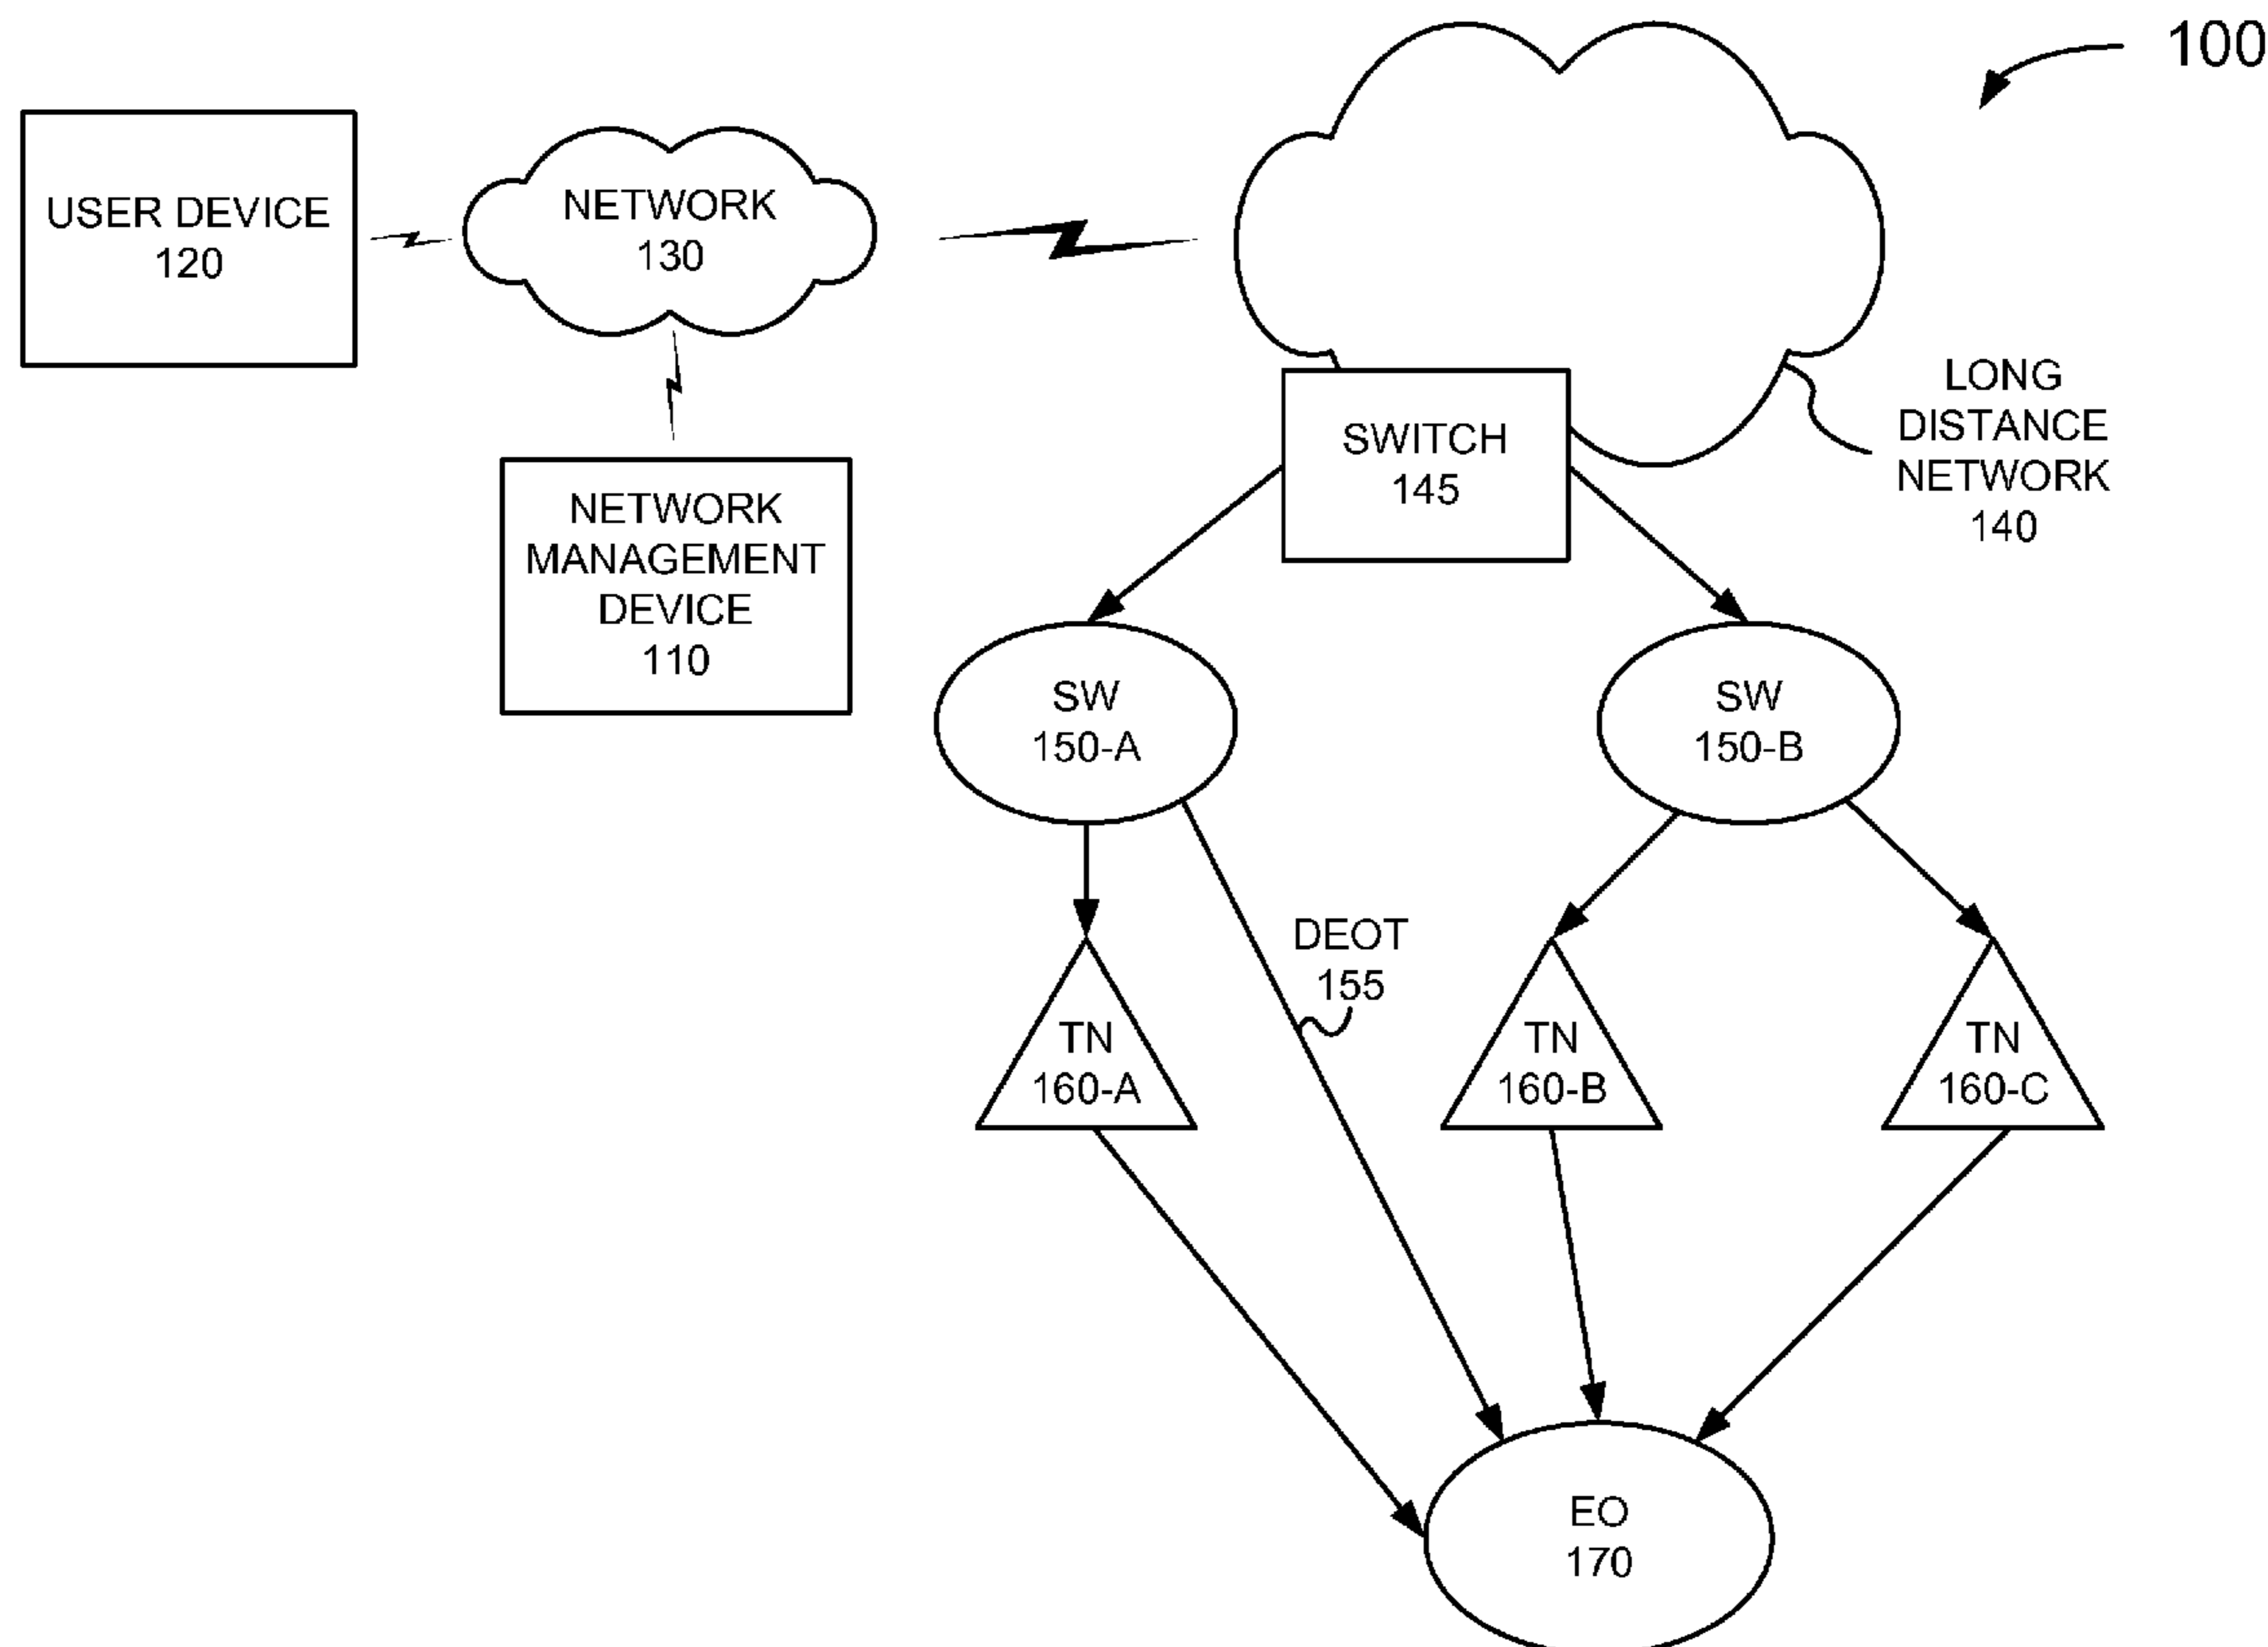 100
USER DEVICE
120
NETWORK
130
LONG
DISTANCE
NETWORK
140
SWITCH
145
NETWORK
MANAGEMENT
DEVICE
110
SW
150-A
SW
150-B
DEOT
155
TN
160-A
TN
160-B
TN
160-C
EO
170